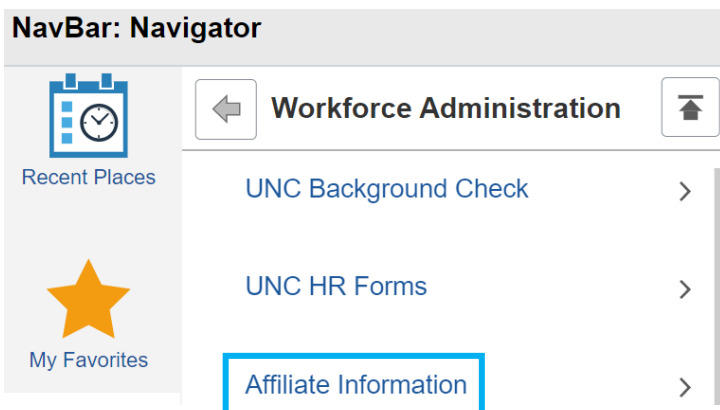 NavBar: Navigator
Recent Places
My Favorites
Workforce Administration
UNC Background Check
UNC HR Forms
Affiliate Information